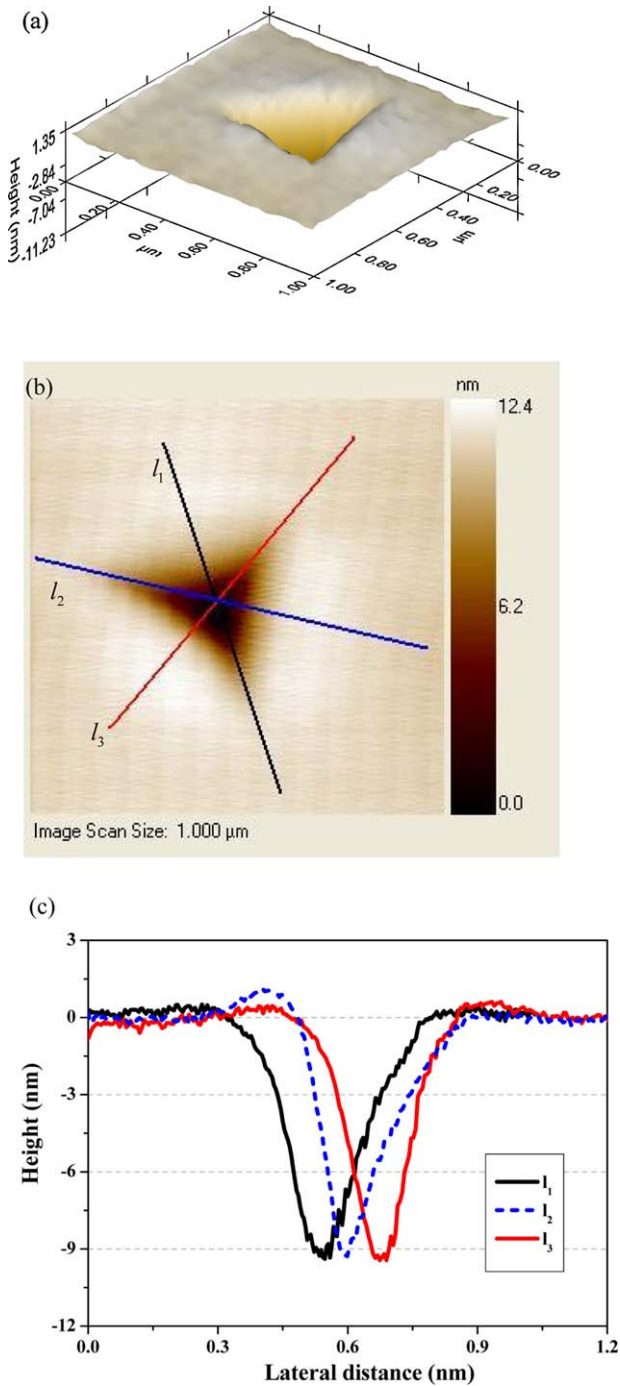 (a)
1.35
-2.84
-7.04
-11.23
Height (nm)
0.00
0.20
0.40
0.60
0.80
1.00
µm
0.00
0.20
0.40
0.60
0.80
1.00
µm
(b)
nm
12.4
6.2
0.0
l1
l2
l3
Image Scan Size: 1.000 µm
(c)
3
0
-3
-6
-9
-12
Height (nm)
l1
l2
l3
0.0 0.3 0.6 0.9 1.2
Lateral distance (nm)